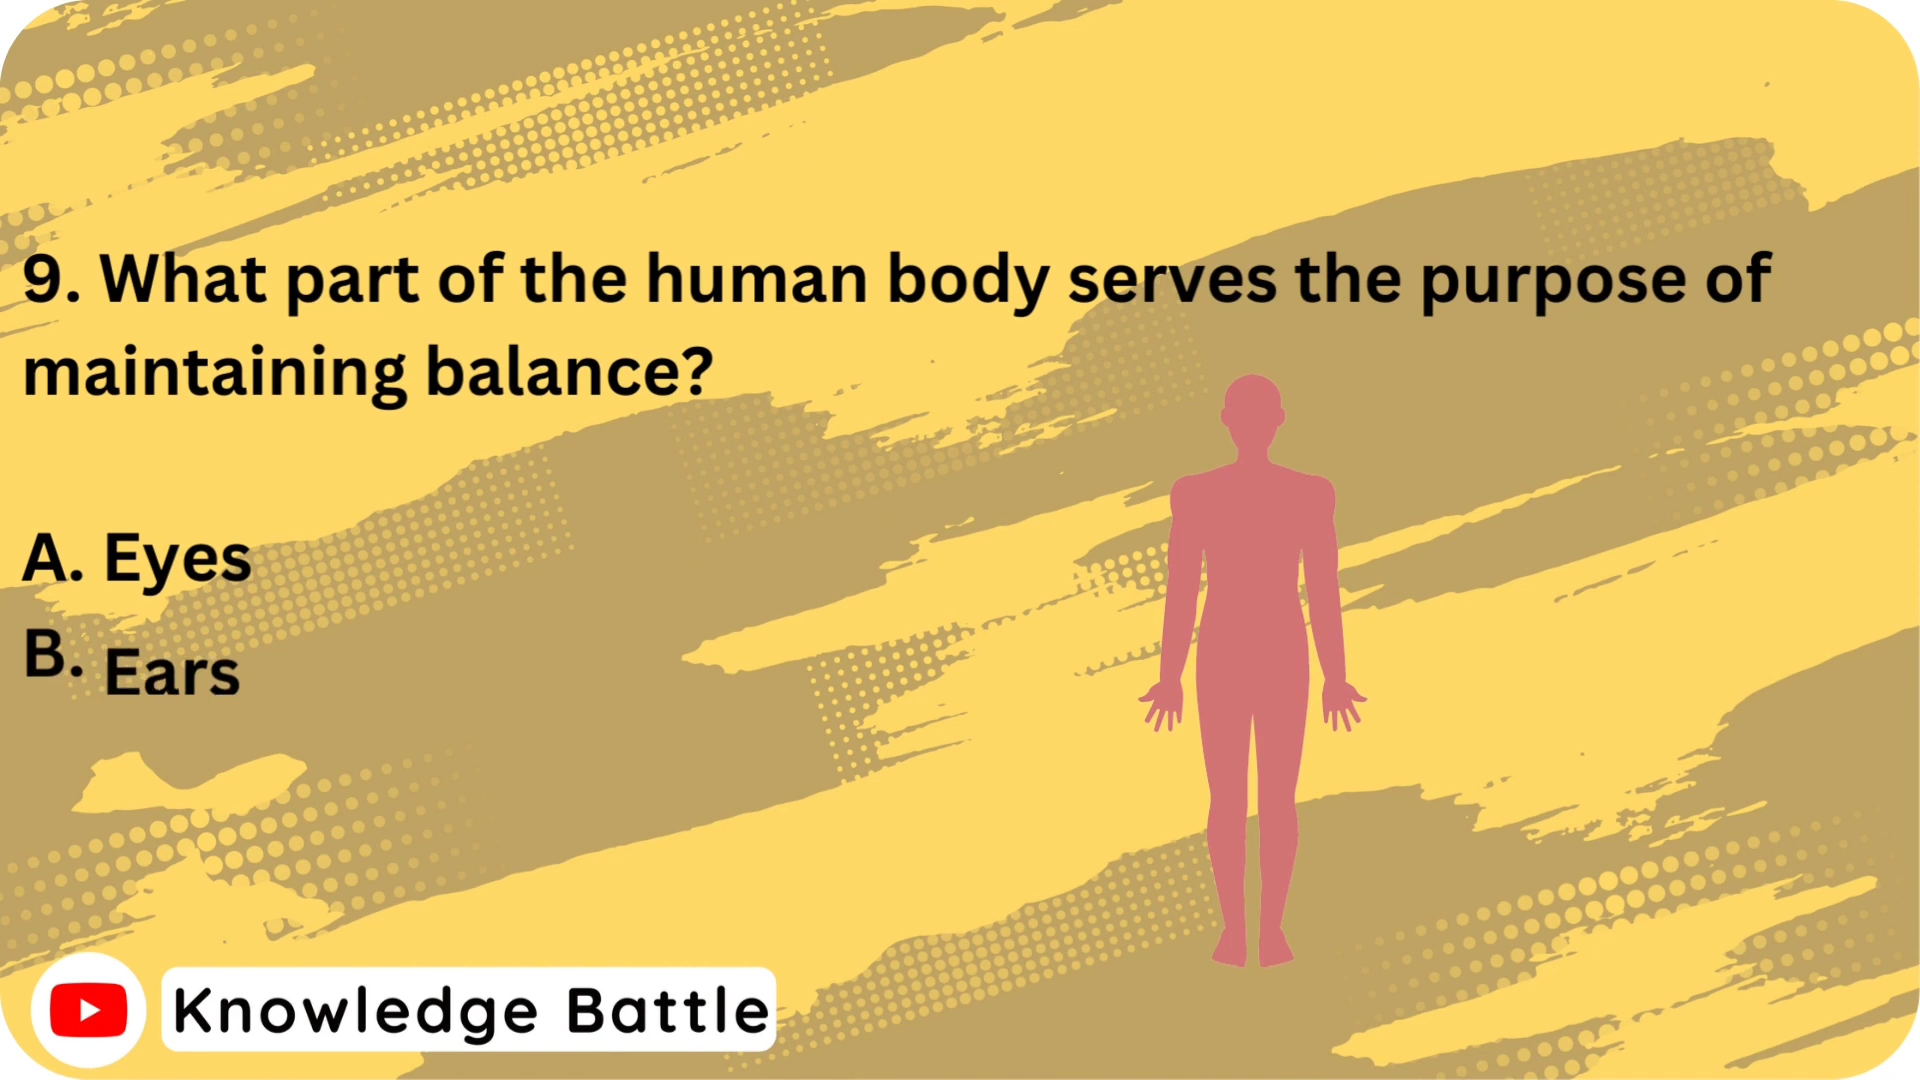 9. What part of the human body serves the purpose of
maintaining balance?
A. Eyes
B. Ears
Knowledge Battle